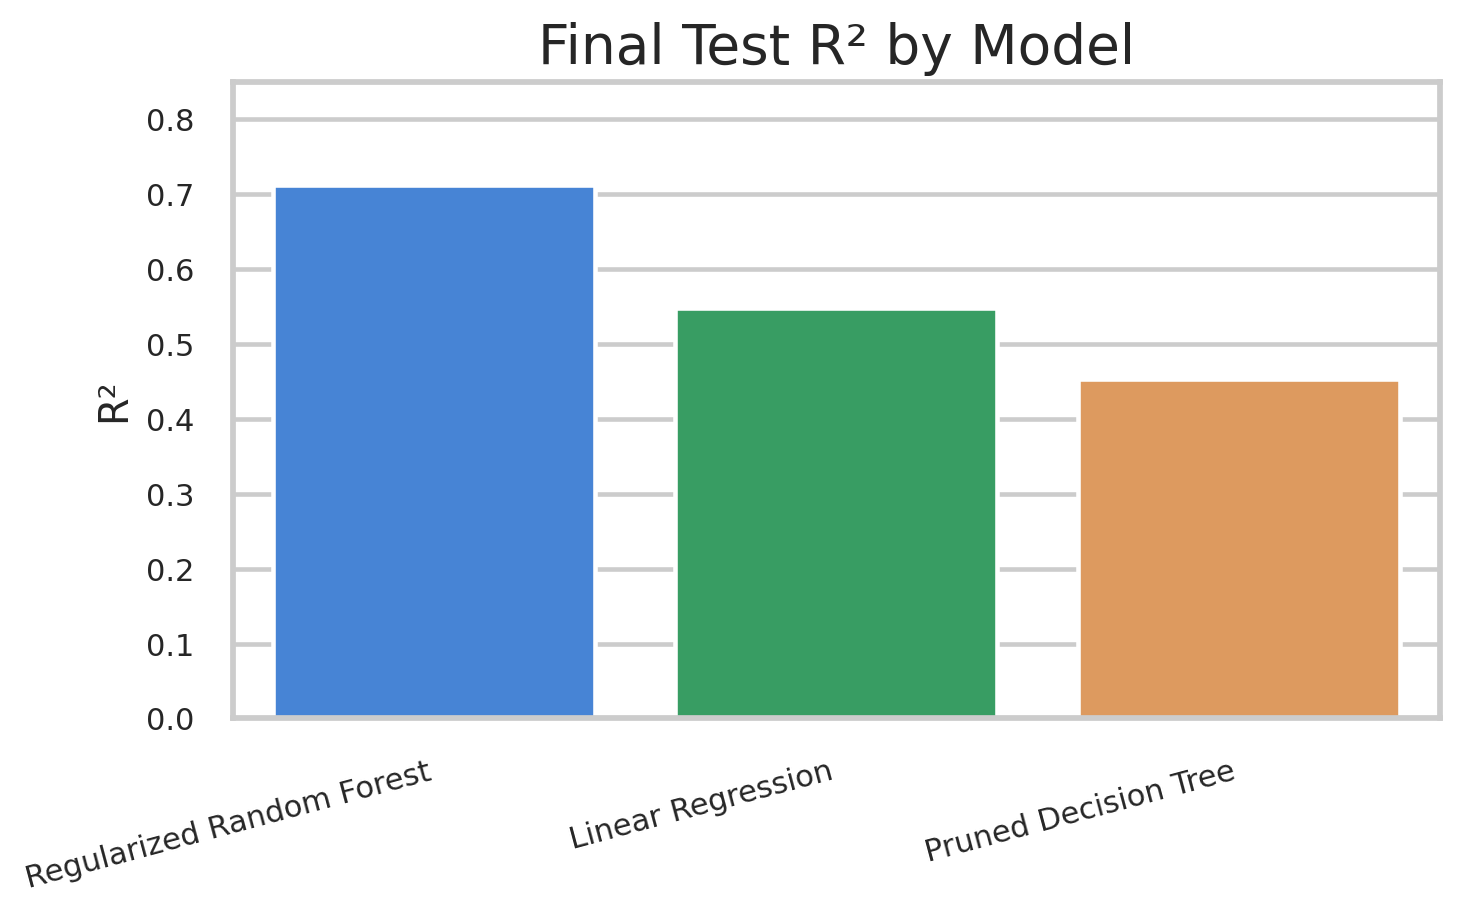 Final Test R² by Model
R²
0.8
0.7
0.6
0.5
0.4
0.3
0.2
0.1
0.0
Regularized Random Forest
Linear Regression
Pruned Decision Tree